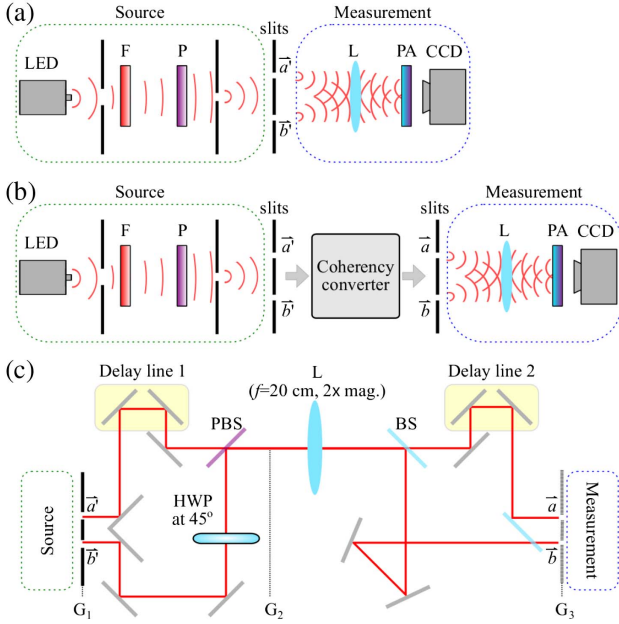 (a)
Source
Measurement
LED
F
P
slits
a'
b'
L
PA
CCD
(b)
Source
Measurement
LED
F
P
slits
a'
b'
Coherency
converter
slits
a
b
L
PA
CCD
(c)
Delay line 1
L
(f=20 cm, 2x mag.)
Delay line 2
PBS
BS
HWP
at 45º
Source
a'
b'
a
b
Measurement
G1
G2
G3